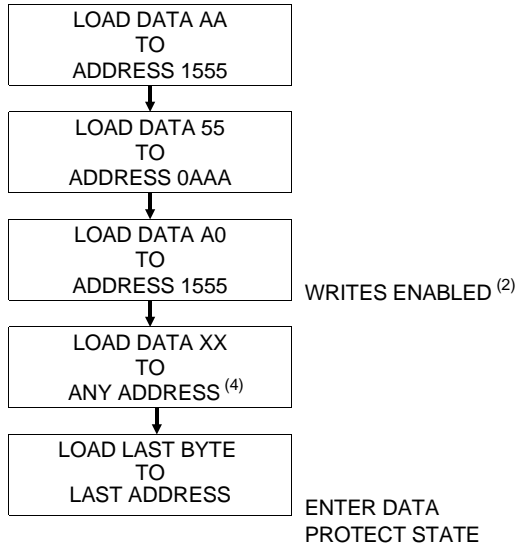 LOAD DATA AA
TO
ADDRESS 1555
LOAD DATA 55
TO
ADDRESS 0AAA
LOAD DATA A0
TO
ADDRESS 1555
WRITES ENABLED (2)
LOAD DATA XX
TO
ANY ADDRESS (4)
LOAD LAST BYTE
TO
LAST ADDRESS
ENTER DATA
PROTECT STATE